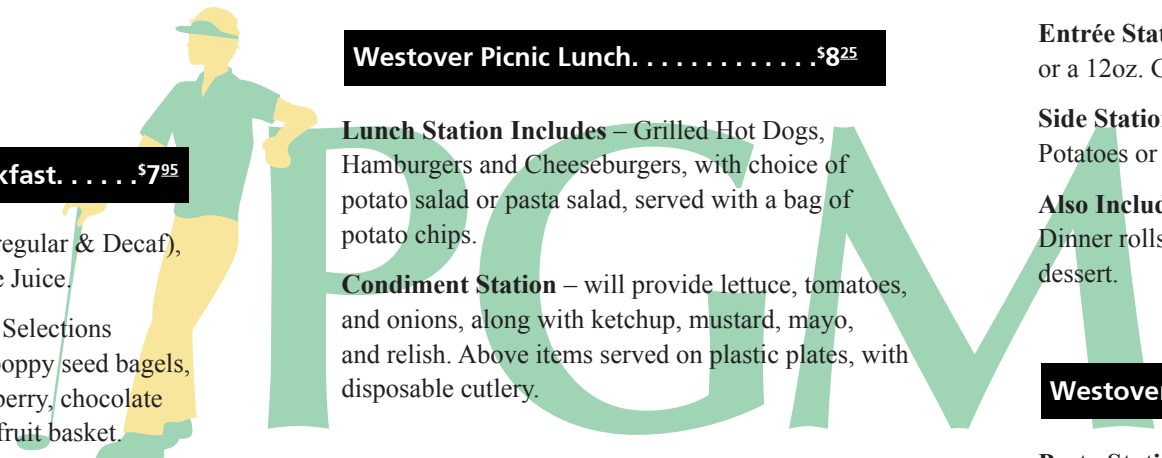 kfast. . . . . .$795
regular & Decaf),
e Juice.
Selections
poppy seed bagels,
berry, chocolate
fruit basket.
Westover Picnic Lunch. . . . . . . . . . . . .$825
Lunch Station Includes – Grilled Hot Dogs,
Hamburgers and Cheeseburgers, with choice of
potato salad or pasta salad, served with a bag of
potato chips.
Condiment Station – will provide lettuce, tomatoes,
and onions, along with ketchup, mustard, mayo,
and relish. Above items served on plastic plates, with
disposable cutlery.
PGM
Entrée Stat
or a 12oz.
Side Station
Potatoes or
Also Includ
Dinner rolls
dessert.
Westover